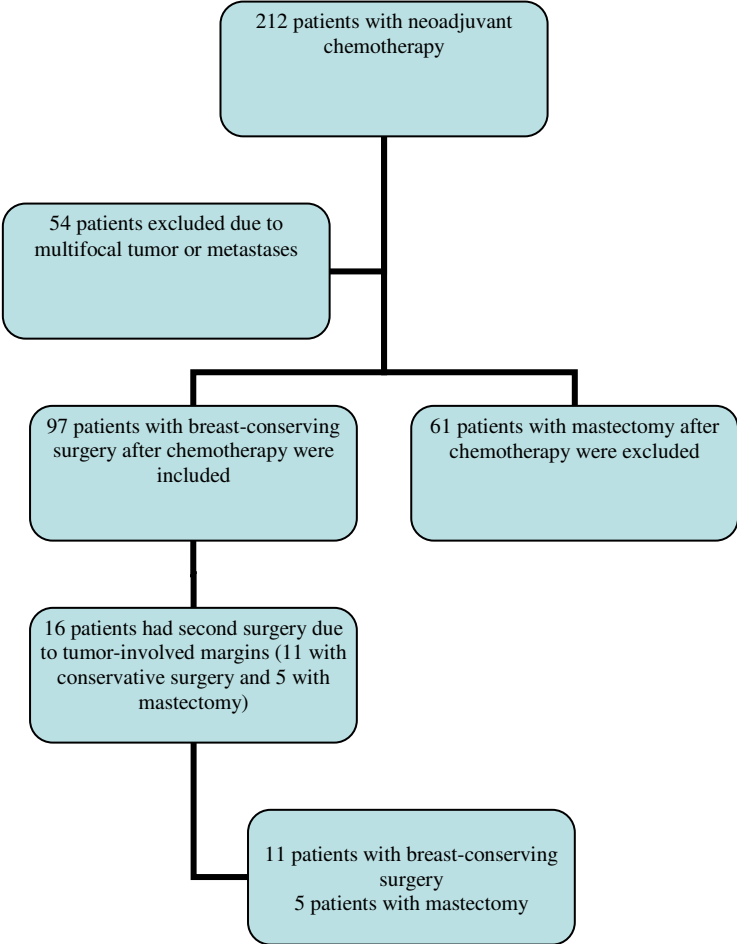 212 patients with neoadjuvant
chemotherapy
54 patients excluded due to
multifocal tumor or metastases
97 patients with breast-conserving
surgery after chemotherapy were
included
61 patients with mastectomy after
chemotherapy were excluded
16 patients had second surgery due
to tumor-involved margins (11 with
conservative surgery and 5 with
mastectomy)
11 patients with breast-conserving
surgery
5 patients with mastectomy